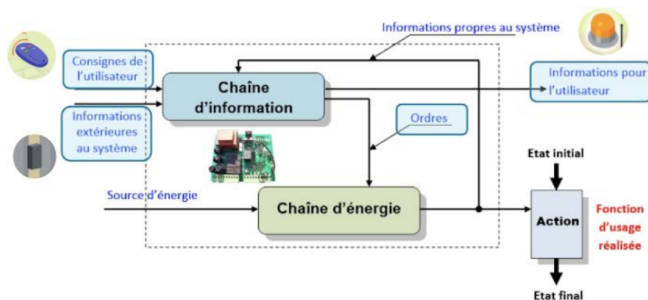 Informations propres au système
Consignes de
l'utilisateur
Chaîne
d'information
Informations pour
l'utilisateur
Informations
extérieures
au système
Ordres
Etat initial
Source d'énergie
Chaîne d'énergie
Action
Fonction
d'usage
réalisée
Etat final